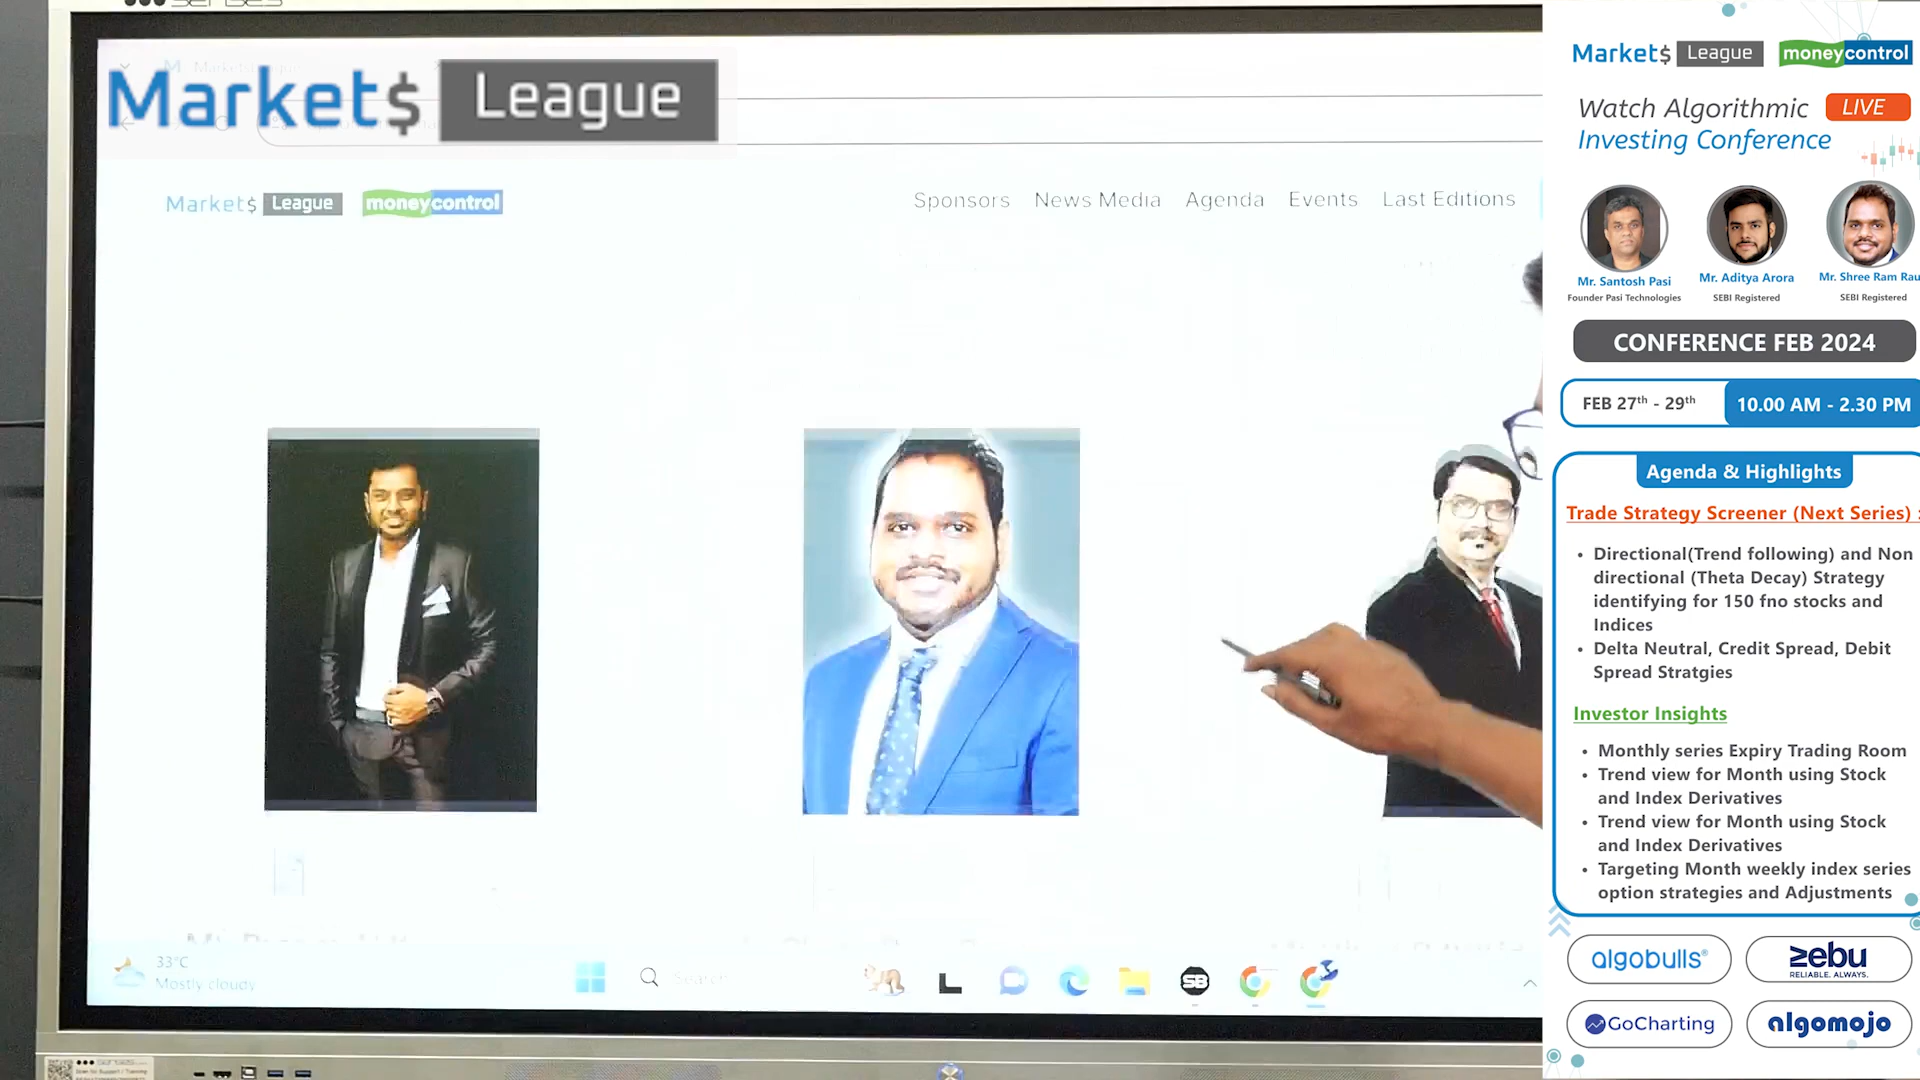 Market$ League
Market$ League moneycontrol
Sponsors News Media Agenda Events Last Editions
33°C
Mostly cloudy
Search
SB
Market$ League moneycontrol
Watch Algorithmic LIVE
Investing Conference
Mr. Santosh Pasi
Founder Pasi Technologies
Mr. Aditya Arora
SEBI Registered
Mr. Shree Ram Rau
SEBI Registered
CONFERENCE FEB 2024
FEB 27th - 29th 10.00 AM - 2.30 PM
Agenda & Highlights
Trade Strategy Screener (Next Series) :
• Directional(Trend following) and Non
directional (Theta Decay) Strategy
identifying for 150 fno stocks and
Indices
• Delta Neutral, Credit Spread, Debit
Spread Stratgies
Investor Insights
• Monthly series Expiry Trading Room
• Trend view for Month using Stock
and Index Derivatives
• Trend view for Month using Stock
and Index Derivatives
• Targeting Month weekly index series
option strategies and Adjustments
algobulls®
zebu
RELIABLE. ALWAYS.
GoCharting
algomojo